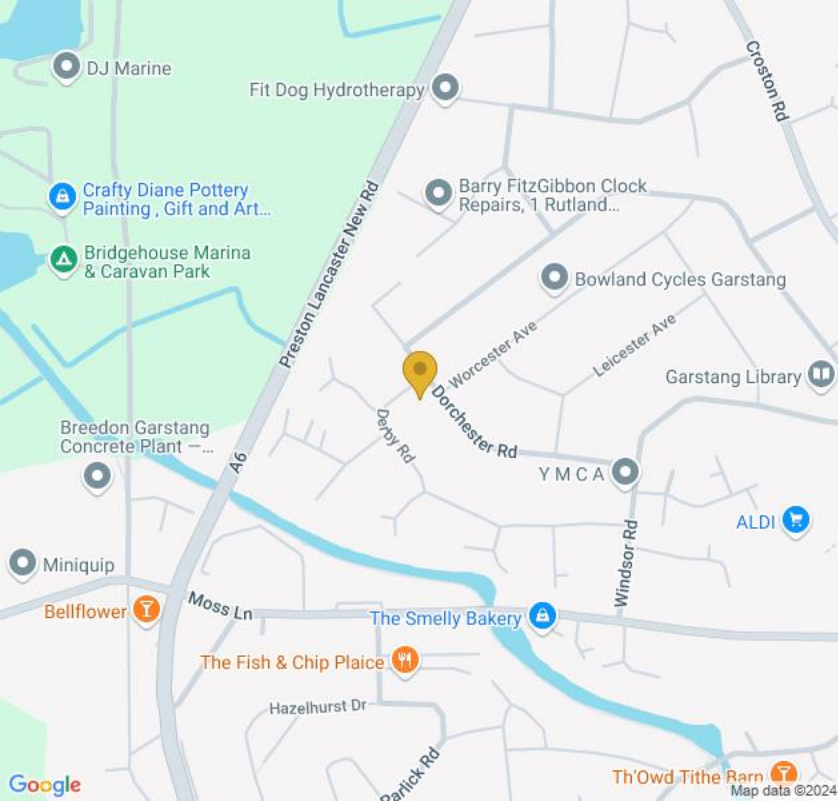 Croston Rd
DJ Marine
Fit Dog Hydrotherapy
Crafty Diane Pottery
Painting , Gift and Art...
Barry FitzGibbon Clock
Repairs, 1 Rutland...
Preston Lancaster New Rd
Bridgehouse Marina
& Caravan Park
Bowland Cycles Garstang
Worcester Ave
Leicester Ave
Garstang Library
Dorchester Rd
Derby Rd
Breedon Garstang
Concrete Plant —...
A6
Y M C A
ALDI
Windsor Rd
Miniquip
Bellflower
Moss Ln
The Smelly Bakery
The Fish & Chip Plaice
Hazelhurst Dr
Parlick Rd
Th'Owd Tithe Barn
Google
Map data ©2024